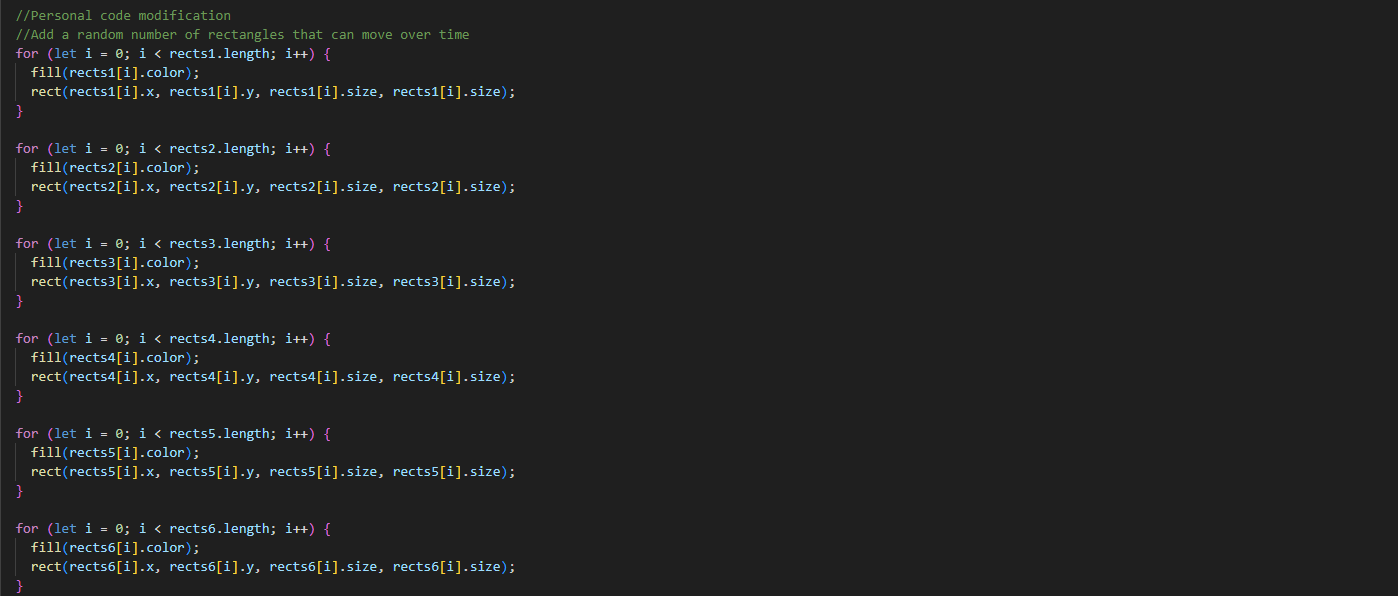 //Personal code modification
//Add a random number of rectangles that can move over time
for (let i = 0; i < rects1.length; i++) {
  fill(rects1[i].color);
  rect(rects1[i].x, rects1[i].y, rects1[i].size, rects1[i].size);
}

for (let i = 0; i < rects2.length; i++) {
  fill(rects2[i].color);
  rect(rects2[i].x, rects2[i].y, rects2[i].size, rects2[i].size);
}

for (let i = 0; i < rects3.length; i++) {
  fill(rects3[i].color);
  rect(rects3[i].x, rects3[i].y, rects3[i].size, rects3[i].size);
}

for (let i = 0; i < rects4.length; i++) {
  fill(rects4[i].color);
  rect(rects4[i].x, rects4[i].y, rects4[i].size, rects4[i].size);
}

for (let i = 0; i < rects5.length; i++) {
  fill(rects5[i].color);
  rect(rects5[i].x, rects5[i].y, rects5[i].size, rects5[i].size);
}

for (let i = 0; i < rects6.length; i++) {
  fill(rects6[i].color);
  rect(rects6[i].x, rects6[i].y, rects6[i].size, rects6[i].size);
}